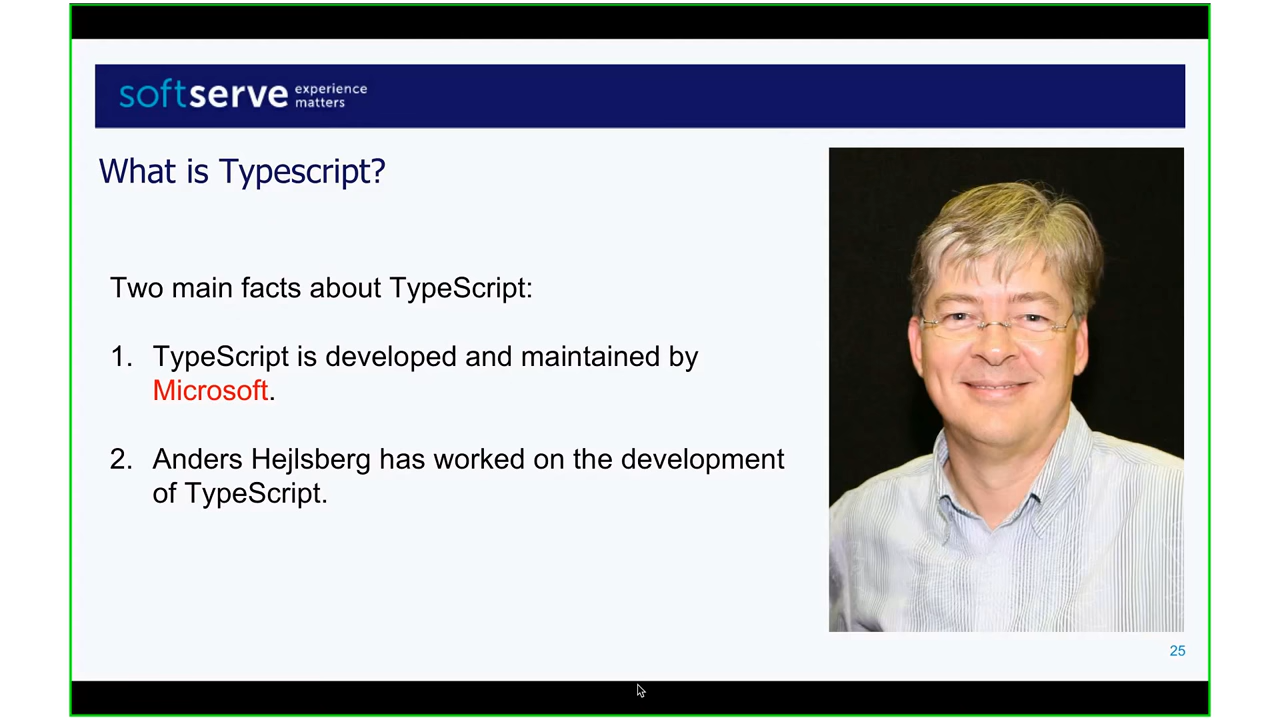 softserve experience matters
What is Typescript?
Two main facts about TypeScript:
1. TypeScript is developed and maintained by
Microsoft.
2. Anders Hejlsberg has worked on the development
of TypeScript.
25